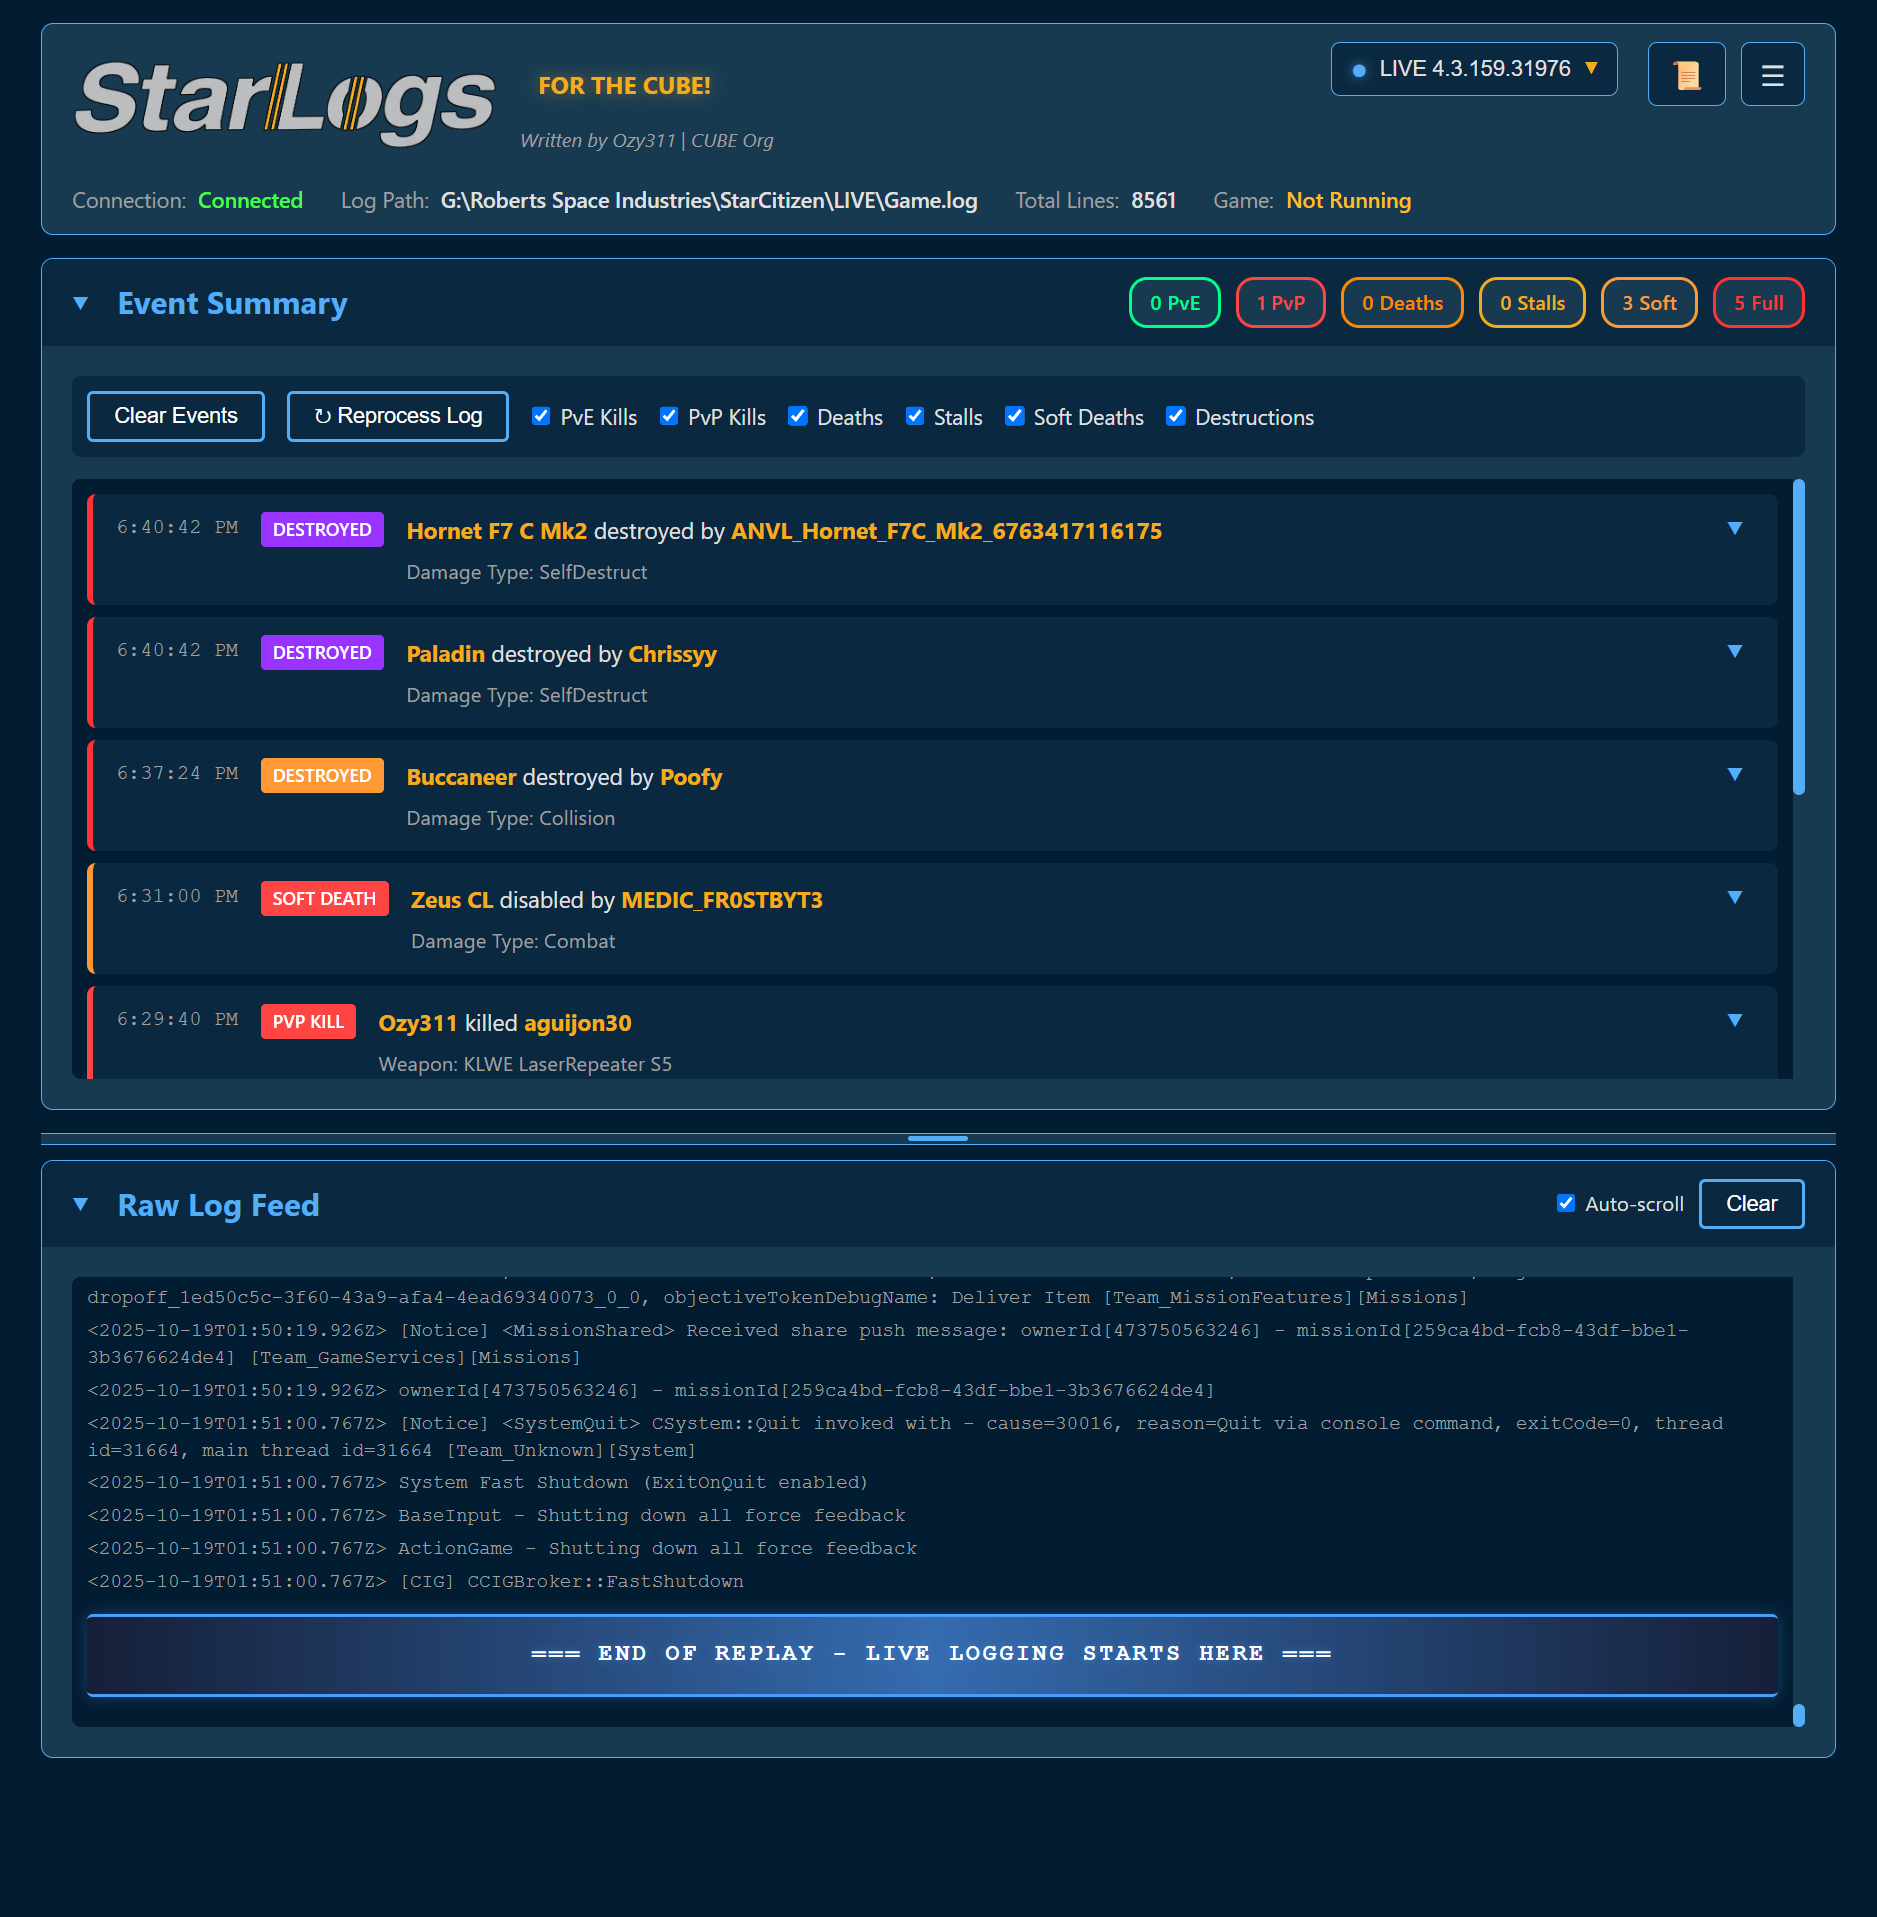 StarLogs
FOR THE CUBE!
Written by Ozy311 | CUBE Org
LIVE 4.3.159.31976 ▼
Connection: Connected Log Path: G:\Roberts Space Industries\StarCitizen\LIVE\Game.log Total Lines: 8561 Game: Not Running
▼ Event Summary
0 PvE 1 PvP 0 Deaths 0 Stalls 3 Soft 5 Full
Clear Events ↻ Reprocess Log PvE Kills PvP Kills Deaths Stalls Soft Deaths Destructions
6:40:42 PM DESTROYED Hornet F7 C Mk2 destroyed by ANVL_Hornet_F7C_Mk2_6763417116175
Damage Type: SelfDestruct
6:40:42 PM DESTROYED Paladin destroyed by Chrissyy
Damage Type: SelfDestruct
6:37:24 PM DESTROYED Buccaneer destroyed by Poofy
Damage Type: Collision
6:31:00 PM SOFT DEATH Zeus CL disabled by MEDIC_FR0STBYT3
Damage Type: Combat
6:29:40 PM PVP KILL Ozy311 killed aguijon30
Weapon: KLWE LaserRepeater S5
▼ Raw Log Feed
Auto-scroll Clear
dropoff_1ed50c5c-3f60-43a9-afa4-4ead69340073_0_0, objectiveTokenDebugName: Deliver Item [Team_MissionFeatures][Missions]
<2025-10-19T01:50:19.926Z> [Notice] <MissionShared> Received share push message: ownerId[473750563246] - missionId[259ca4bd-fcb8-43df-bbe1-
3b3676624de4] [Team_GameServices][Missions]
<2025-10-19T01:50:19.926Z> ownerId[473750563246] - missionId[259ca4bd-fcb8-43df-bbe1-3b3676624de4]
<2025-10-19T01:51:00.767Z> [Notice] <SystemQuit> CSystem::Quit invoked with - cause=30016, reason=Quit via console command, exitCode=0, thread
id=31664, main thread id=31664 [Team_Unknown][System]
<2025-10-19T01:51:00.767Z> System Fast Shutdown (ExitOnQuit enabled)
<2025-10-19T01:51:00.767Z> BaseInput - Shutting down all force feedback
<2025-10-19T01:51:00.767Z> ActionGame - Shutting down all force feedback
<2025-10-19T01:51:00.767Z> [CIG] CCIGBroker::FastShutdown
=== END OF REPLAY - LIVE LOGGING STARTS HERE ===